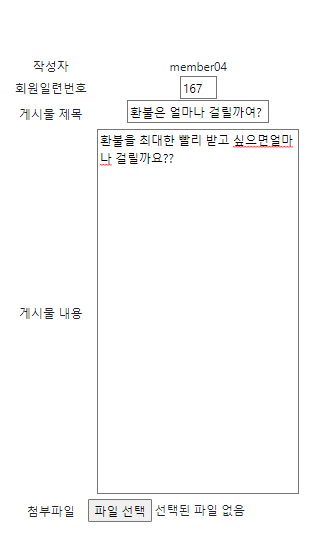 작성자 member04
회원일련번호 167
게시물 제목 환불은 얼마나 걸릴까여?
환불을 최대한 빨리 받고 싶으면얼마
나 걸릴까요??
게시물 내용
첨부파일 파일 선택 선택된 파일 없음